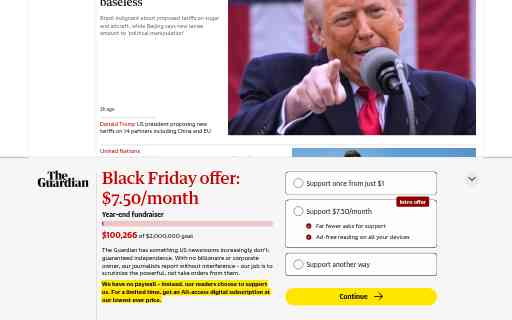 baseless
Brazil indignant about proposed tariffs on sugar
and aircraft, while Beijing says new levies
amount to 'political manipulation'
Donald Trump US president proposing new
tariffs on 14 partners including China and EU
United Nations
The
Guardian
Black Friday offer:
$7.50/month
Year-end fundraiser
$100,266 of $2,000,000 goal
The Guardian has something US newsrooms increasingly don't:
guaranteed independence. With no billionaire or corporate
owner, our journalists report without interference – our job is to
scrutinise the powerful, not take orders from them.
We have no paywall – instead, our readers choose to support
us. For a limited time, get an All-access digital subscription at
our lowest ever price.
Support once from just $1
Intro offer
Support $7.50/month
Far fewer asks for support
Ad-free reading on all your devices
Support another way
Continue